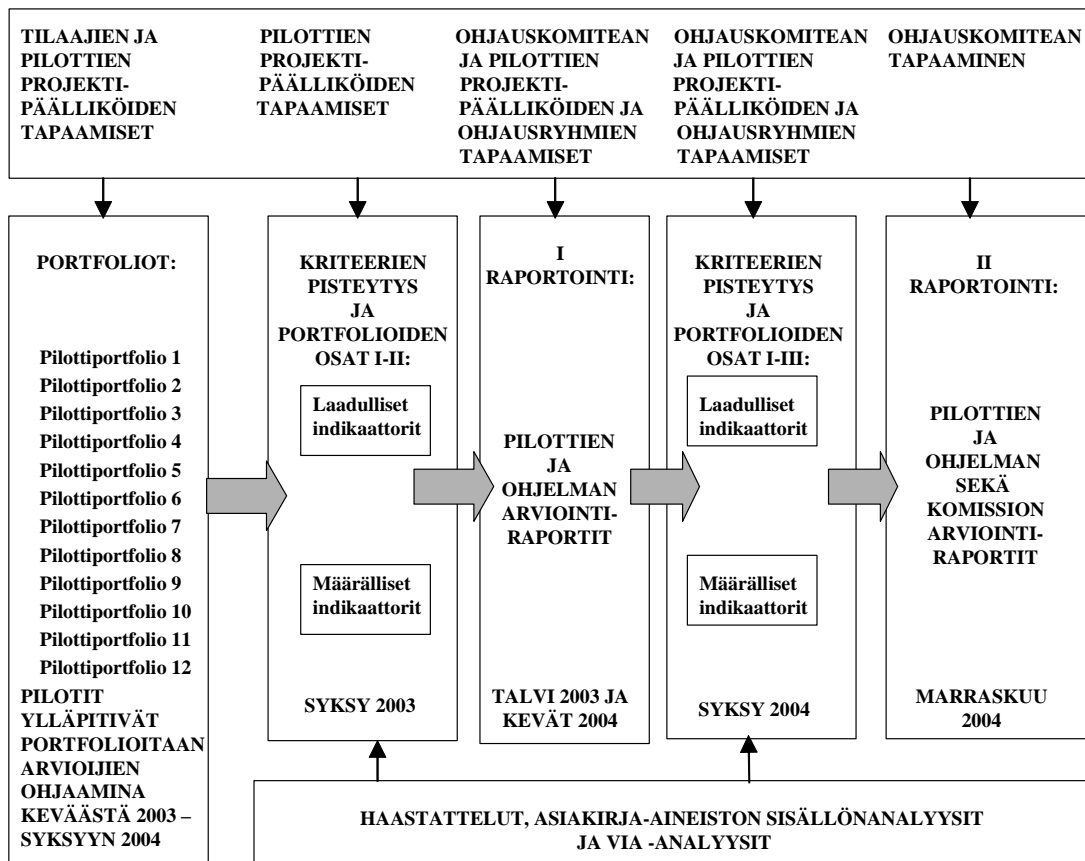 TILAAJIEN JA
PILOTTIEN
PROJEKTI-
PÄÄLLIKÖIDEN
TAPAAMISET
PILOTTIEN
PROJEKTI-
PÄÄLLIKÖIDEN
TAPAAMISET
OHJAUSKOMITEAN
JA PILOTTIEN
PROJEKTI-
PÄÄLLIKÖIDEN JA
OHJAUSRYHMIEN
TAPAAMISET
OHJAUSKOMITEAN
JA PILOTTIEN
PROJEKTI-
PÄÄLLIKÖIDEN JA
OHJAUSRYHMIEN
TAPAAMISET
OHJAUSKOMITEAN
TAPAAMINEN
PORTFOLIOT:
Pilottiportfolio 1
Pilottiportfolio 2
Pilottiportfolio 3
Pilottiportfolio 4
Pilottiportfolio 5
Pilottiportfolio 6
Pilottiportfolio 7
Pilottiportfolio 8
Pilottiportfolio 9
Pilottiportfolio 10
Pilottiportfolio 11
Pilottiportfolio 12
PILOTIT
YLLÄPITIVÄT
PORTFOLIOITAAN
ARVIOIJIEN
OHJAAMINA
KEVÄÄSTÄ 2003 –
SYKSYYN 2004
KRITEERIEN
PISTEYTYS
JA
PORTFOLIOIDEN
OSAT I-II:
Laadulliset
indikaattorit
Määrälliset
indikaattorit
SYKSY 2003
I
RAPORTOINTI:
PILOTTIEN
JA
OHJELMAN
ARVIOINTI-
RAPORTIT
TALVI 2003 JA
KEVÄT 2004
KRITEERIEN
PISTEYTYS
JA
PORTFOLIOIDEN
OSAT I-III:
Laadulliset
indikaattorit
Määrälliset
indikaattorit
SYKSY 2004
II
RAPORTOINTI:
PILOTTIEN
JA
OHJELMAN
SEKÄ
KOMISSION
ARVIOINTI-
RAPORTIT
MARRASKUU
2004
HAASTATTELUT, ASIAKIRJA-AINEISTON SISÄLLÖNANALYYSIT
JA VIA -ANALYYSIT